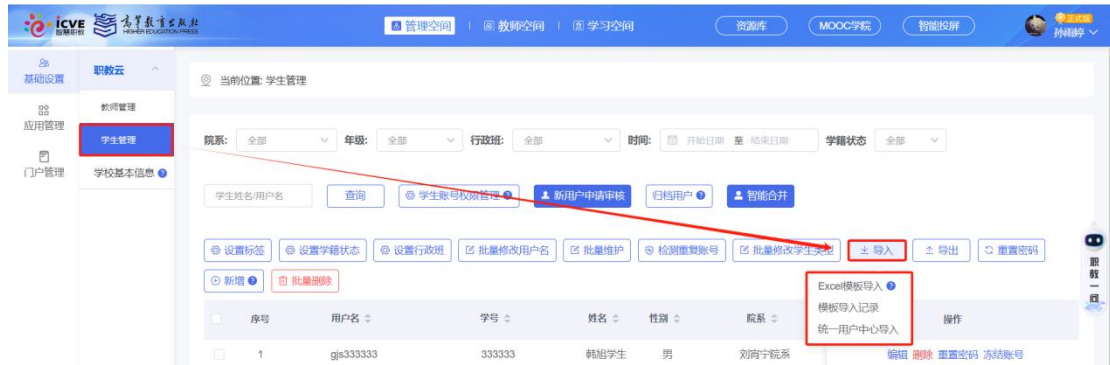 icve 智慧职教 高等教育出版社 HIGHER EDUCATION PRESS 管理空间 教师空间 学习空间 资源库 MOOC学院 智能投屏 正式版
基础设置 职教云
当前位置: 学生管理
应用管理 教师管理
学生管理
门户管理 学校基本信息
院系: 全部 年级: 全部 行政班: 全部 时间: 开始日期 至 结束日期 学籍状态 全部
学生姓名/用户名 查询 学生账号权限管理 新用户申请审核 归档用户 智能合并
设置标签 设置学籍状态 设置行政班 批量修改用户名 批量维护 检测重复账号 批量修改学生类型 导入 导出 重置密码
新增 批量删除
Excel模板导入
模板导入记录
统一用户中心导入
职教一问
序号 用户名 学号 姓名 性别 院系 操作
1 gjs333333 333333 韩旭学生 男 刘宵宁院系 编辑 删除 重置密码 冻结账号